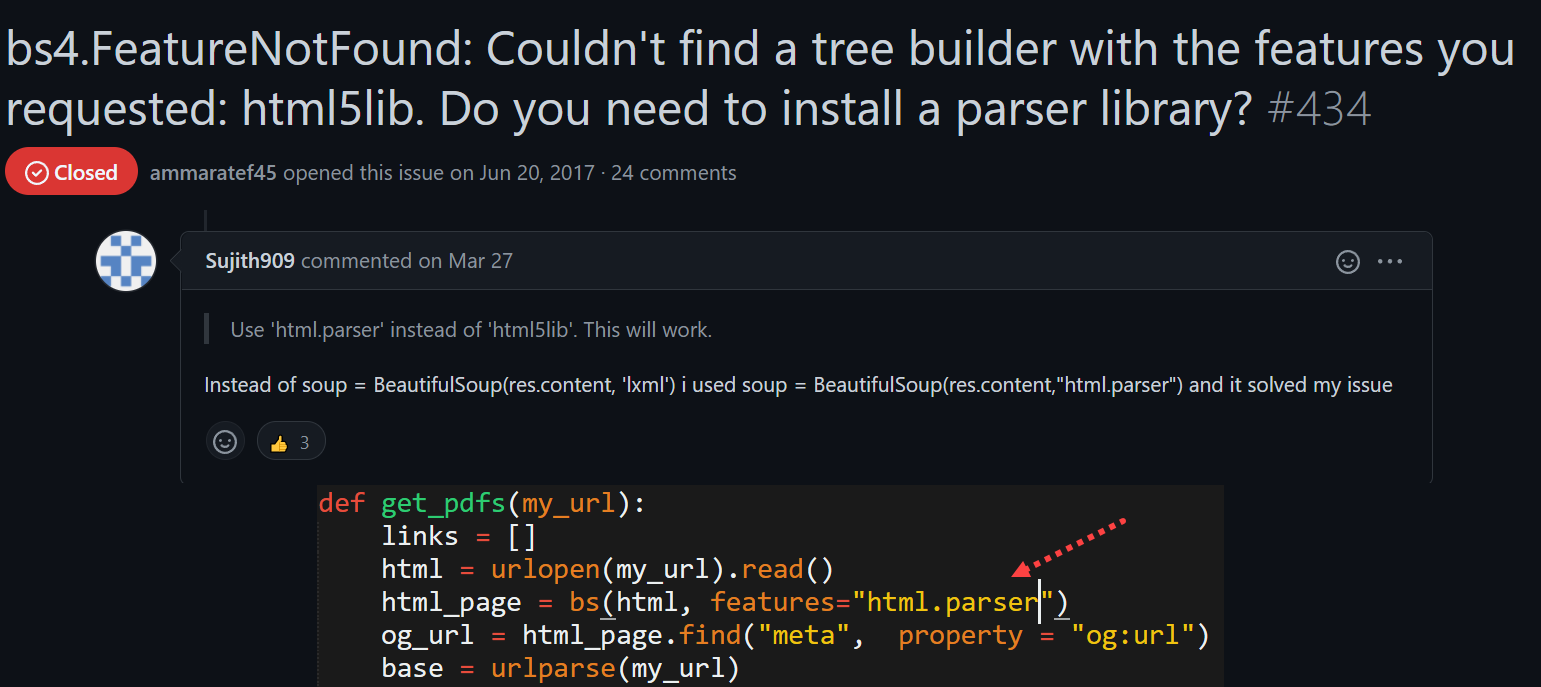 bs4.FeatureNotFound: Couldn't find a tree builder with the features you
requested: html5lib. Do you need to install a parser library? #434
Closed ammaratef45 opened this issue on Jun 20, 2017 · 24 comments
Sujith909 commented on Mar 27
Use 'html.parser' instead of 'html5lib'. This will work.
Instead of soup = BeautifulSoup(res.content, 'lxml') i used soup = BeautifulSoup(res.content,"html.parser") and it solved my issue
👍 3
def get_pdfs(my_url):
    links = []
    html = urlopen(my_url).read()
    html_page = bs(html, features="html.parser")
    og_url = html_page.find("meta",  property = "og:url")
    base = urlparse(my_url)